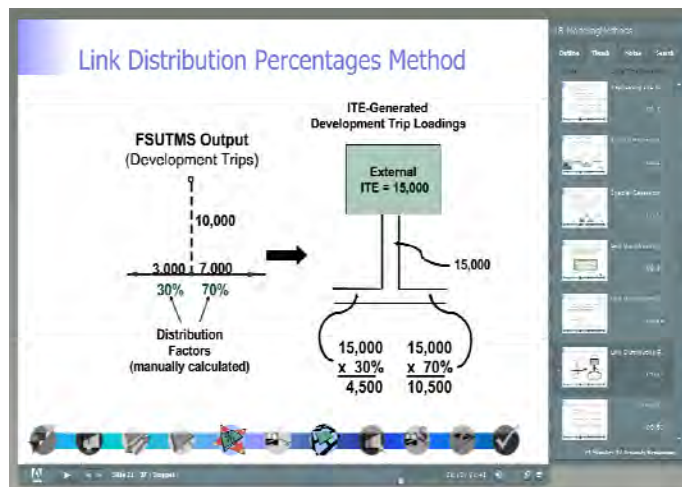 Link Distribution Percentages Method
FSUTMS Output
(Development Trips)
10,000
3,000 7,000
30% 70%
Distribution
Factors
(manually calculated)
ITE-Generated
Development Trip Loadings
External
ITE = 15,000
15,000
15,000 15,000
x 30% x 70%
4,500 10,500
Outline Thumb Notes Search